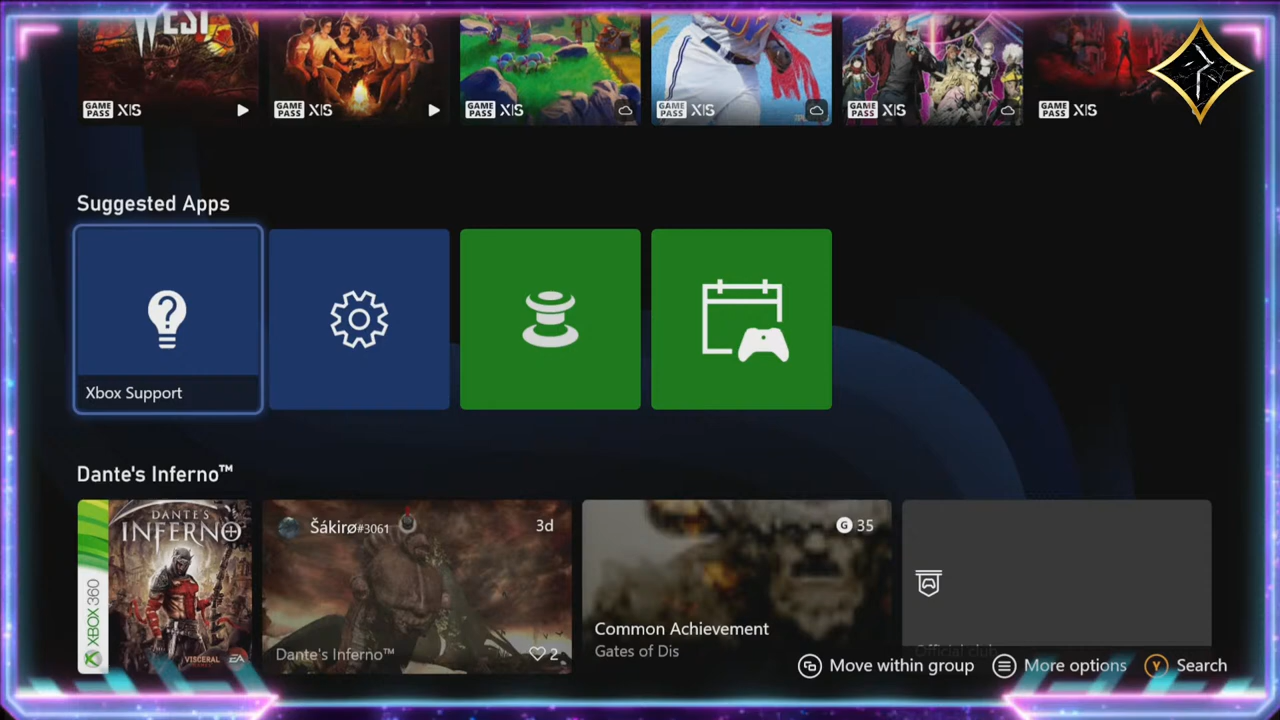 WEST
GAME PASS X|S
GAME PASS X|S
GAME PASS X|S
GAME PASS X|S
GAME PASS X|S
GAME PASS X|S
Suggested Apps
Xbox Support
Dante's Inferno™
DANTE'S
INFERNO
XBOX 360
VISCERAL
EA
Šákirø#3061
3d
Dante's Inferno™
2
G 35
Common Achievement
Gates of Dis
Official club
Move within group
More options
Y Search